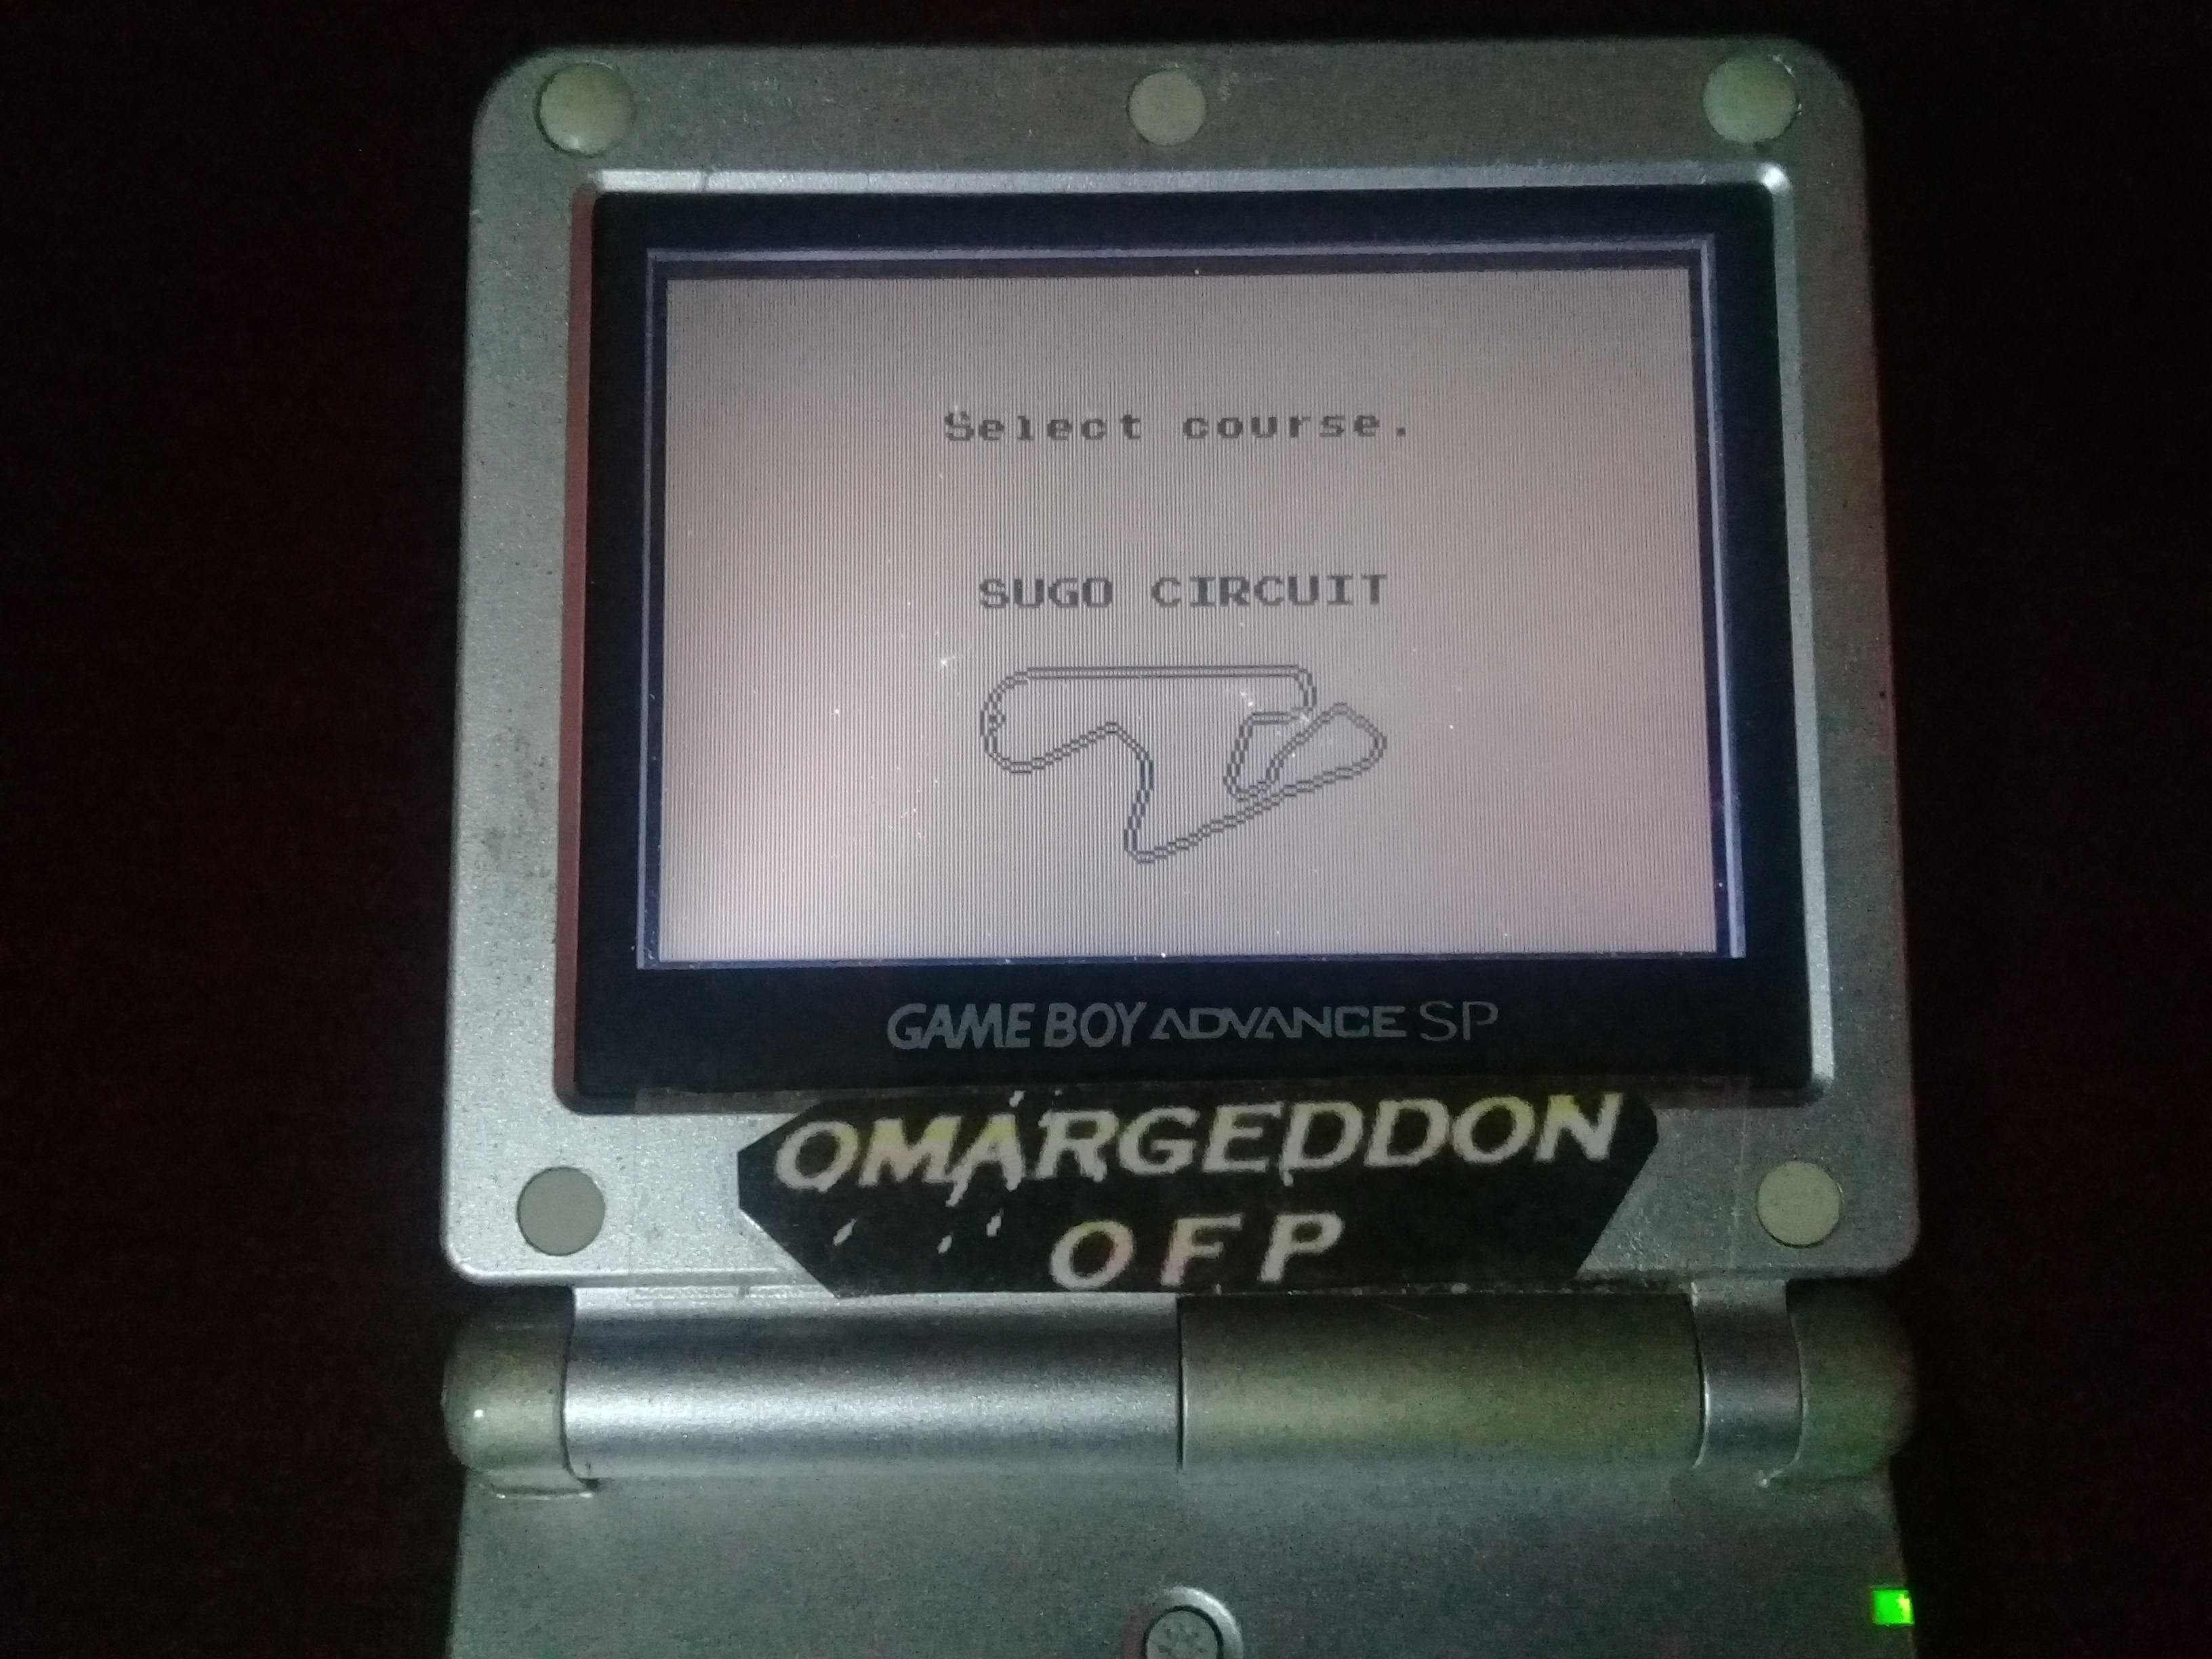 Select course.
SUGO CIRCUIT
GAME BOY ADVANCE SP
OMARGEDDON
OFP